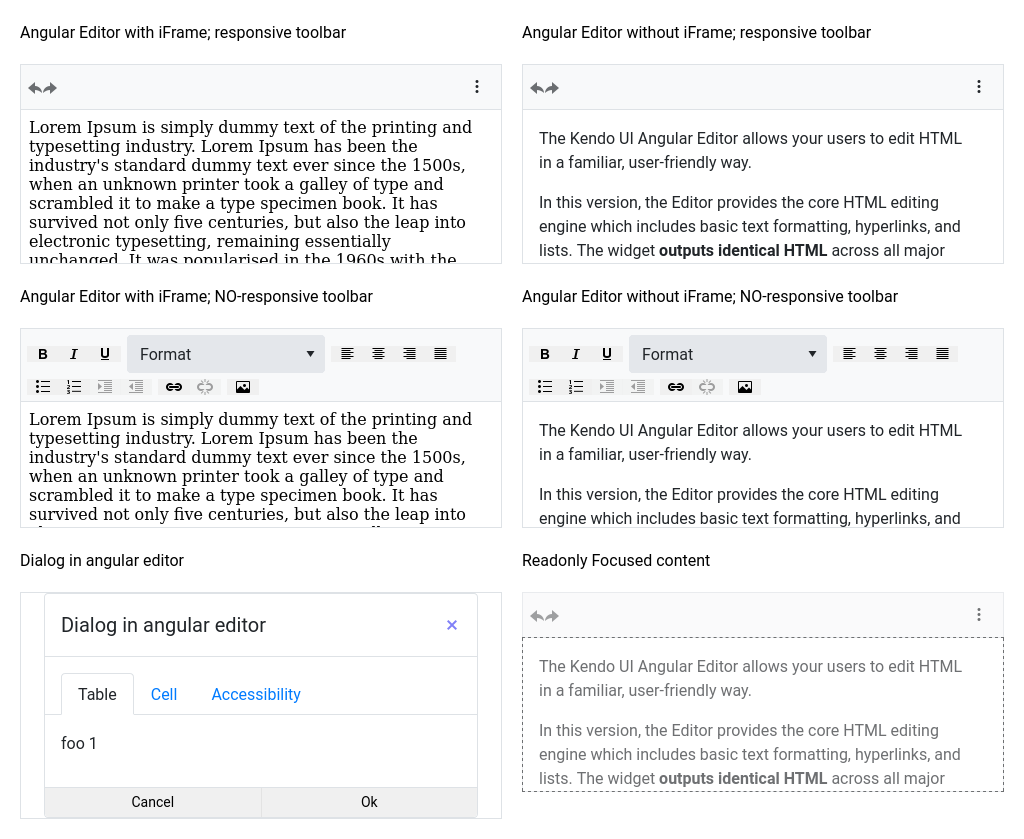 Angular Editor with iFrame; responsive toolbar
Lorem Ipsum is simply dummy text of the printing and
typesetting industry. Lorem Ipsum has been the
industry's standard dummy text ever since the 1500s,
when an unknown printer took a galley of type and
scrambled it to make a type specimen book. It has
survived not only five centuries, but also the leap into
electronic typesetting, remaining essentially
unchanged. It was popularised in the 1960s with the
Angular Editor without iFrame; responsive toolbar
The Kendo UI Angular Editor allows your users to edit HTML
in a familiar, user-friendly way.
In this version, the Editor provides the core HTML editing
engine which includes basic text formatting, hyperlinks, and
lists. The widget outputs identical HTML across all major
Angular Editor with iFrame; NO-responsive toolbar
B I U Format
Lorem Ipsum is simply dummy text of the printing and
typesetting industry. Lorem Ipsum has been the
industry's standard dummy text ever since the 1500s,
when an unknown printer took a galley of type and
scrambled it to make a type specimen book. It has
survived not only five centuries, but also the leap into
Angular Editor without iFrame; NO-responsive toolbar
B I U Format
The Kendo UI Angular Editor allows your users to edit HTML
in a familiar, user-friendly way.
In this version, the Editor provides the core HTML editing
engine which includes basic text formatting, hyperlinks, and
Dialog in angular editor
Dialog in angular editor
Table Cell Accessibility
foo 1
Cancel Ok
Readonly Focused content
The Kendo UI Angular Editor allows your users to edit HTML
in a familiar, user-friendly way.
In this version, the Editor provides the core HTML editing
engine which includes basic text formatting, hyperlinks, and
lists. The widget outputs identical HTML across all major